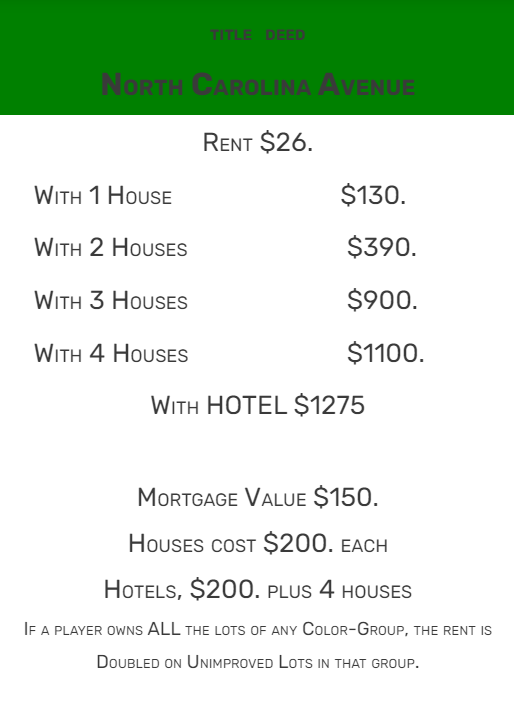 TITLE DEED
NORTH CAROLINA AVENUE
RENT $26.
WITH 1 HOUSE $130.
WITH 2 HOUSES $390.
WITH 3 HOUSES $900.
WITH 4 HOUSES $1100.
WITH HOTEL $1275
MORTGAGE VALUE $150.
HOUSES COST $200. EACH
HOTELS, $200. PLUS 4 HOUSES
IF A PLAYER OWNS ALL THE LOTS OF ANY COLOR-GROUP, THE RENT IS
DOUBLED ON UNIMPROVED LOTS IN THAT GROUP.